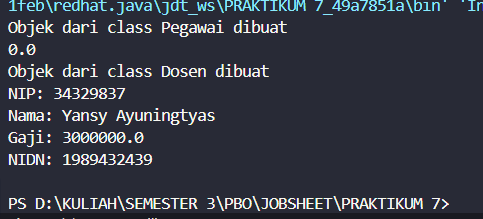 1feb\redhat.java\jdt_ws\PRAKTIKUM 7_49a7851a\bin' 'In
Objek dari class Pegawai dibuat
0.0
Objek dari class Dosen dibuat
NIP: 34329837
Nama: Yansy Ayuningtyas
Gaji: 3000000.0
NIDN: 1989432439
PS D:\KULIAH\SEMESTER 3\PBO\JOBSHEET\PRAKTIKUM 7>